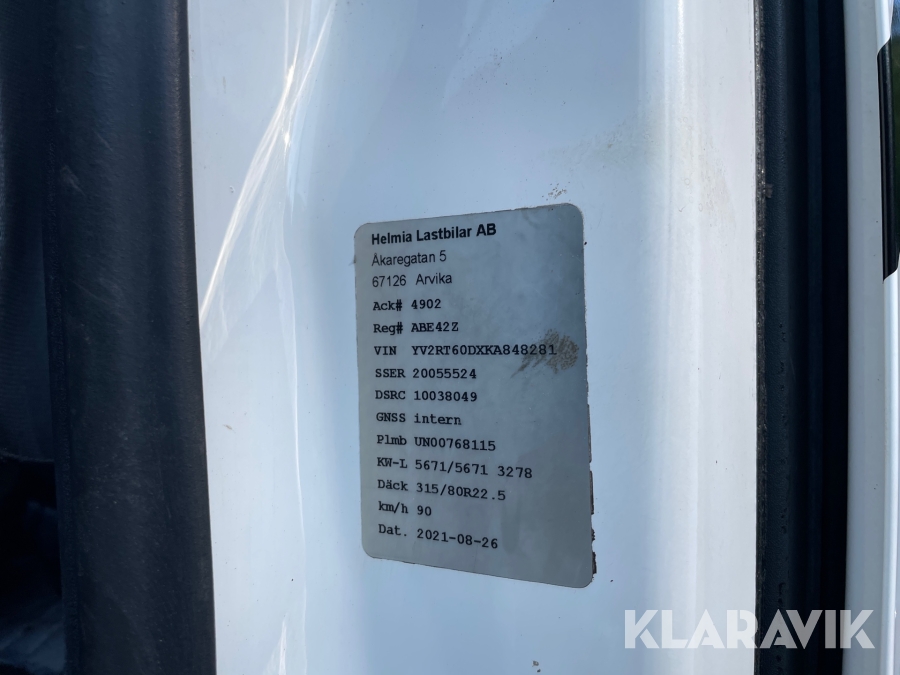 Helmia Lastbilar AB
Åkaregatan 5
67126 Arvika
Ack# 4902
Reg# ABE42Z
VIN YV2RT60DXKA848281
SSER 20055524
DSRC 10038049
GNSS intern
Plmb UN00768115
KW-L 5671/5671 3278
Däck 315/80R22.5
km/h 90
Dat. 2021-08-26
KLARAVIK